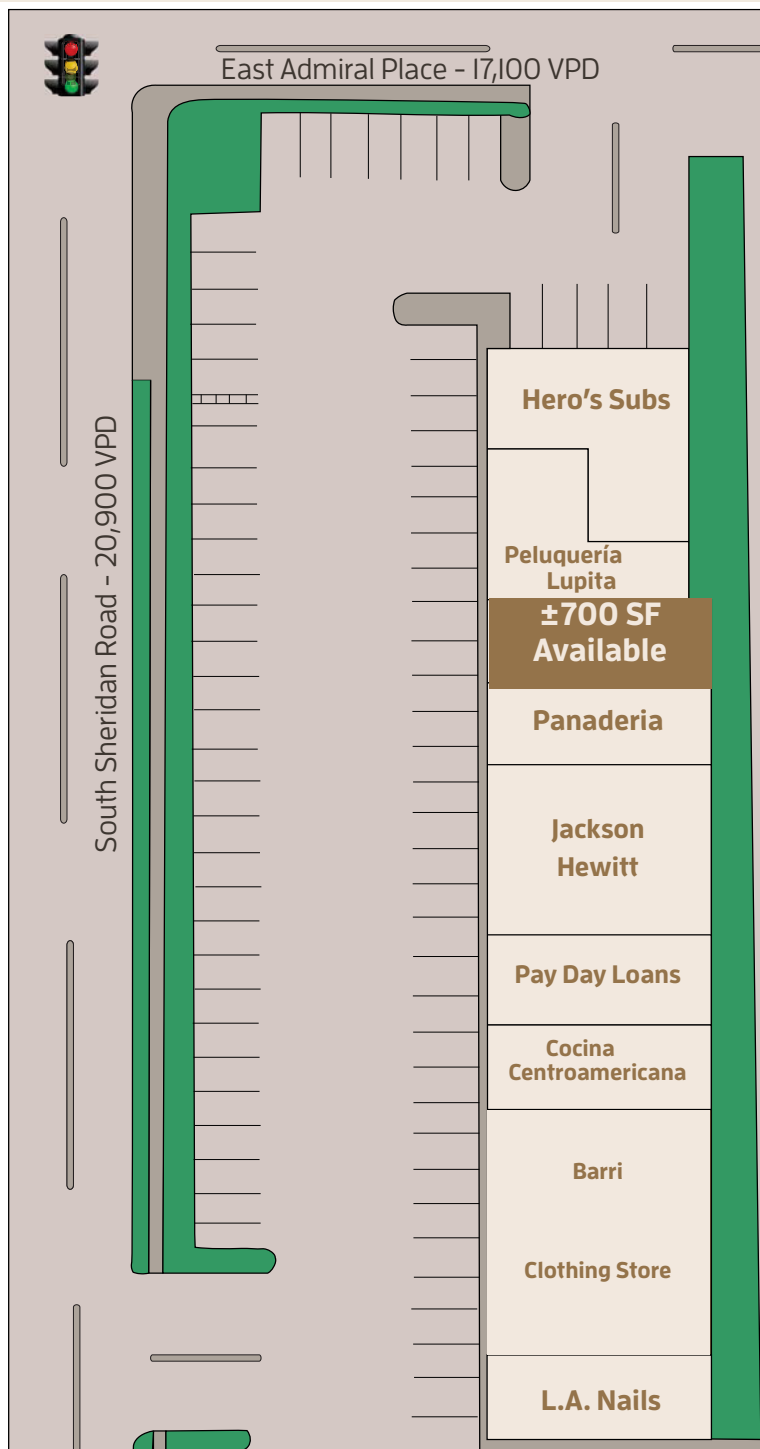 East Admiral Place - 17,100 VPD
South Sheridan Road - 20,900 VPD
Hero's Subs
Peluquería
Lupita
±700 SF
Available
Panaderia
Jackson
Hewitt
Pay Day Loans
Cocina
Centroamericana
Barri
Clothing Store
L.A. Nails